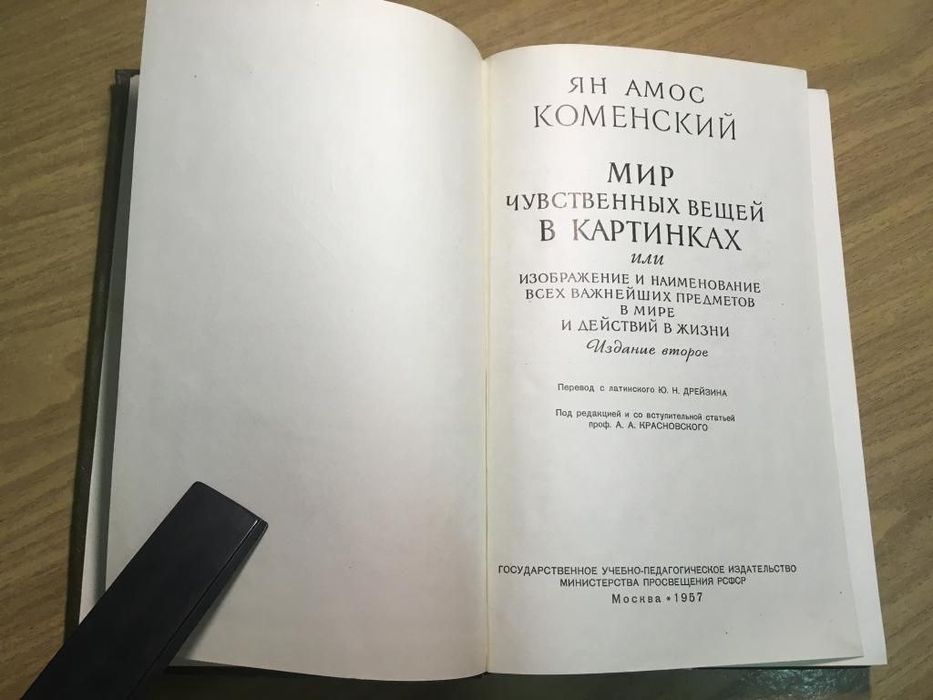 ЯН АМОС
КОМЕНСКИЙ
МИР
ЧУВСТВЕННЫХ ВЕЩЕЙ
В КАРТИНКАХ
или
ИЗОБРАЖЕНИЕ И НАИМЕНОВАНИЕ
ВСЕХ ВАЖНЕЙШИХ ПРЕДМЕТОВ
В МИРЕ
И ДЕЙСТВИЙ В ЖИЗНИ
Издание второе
Перевод с латинского Ю. Н. ДРЕЙЗИНА
Под редакцией и со вступительной статьей
проф. А. А. КРАСНОВСКОГО
ГОСУДАРСТВЕННОЕ УЧЕБНО-ПЕДАГОГИЧЕСКОЕ ИЗДАТЕЛЬСТВО
МИНИСТЕРСТВА ПРОСВЕЩЕНИЯ РСФСР
Москва * 1957